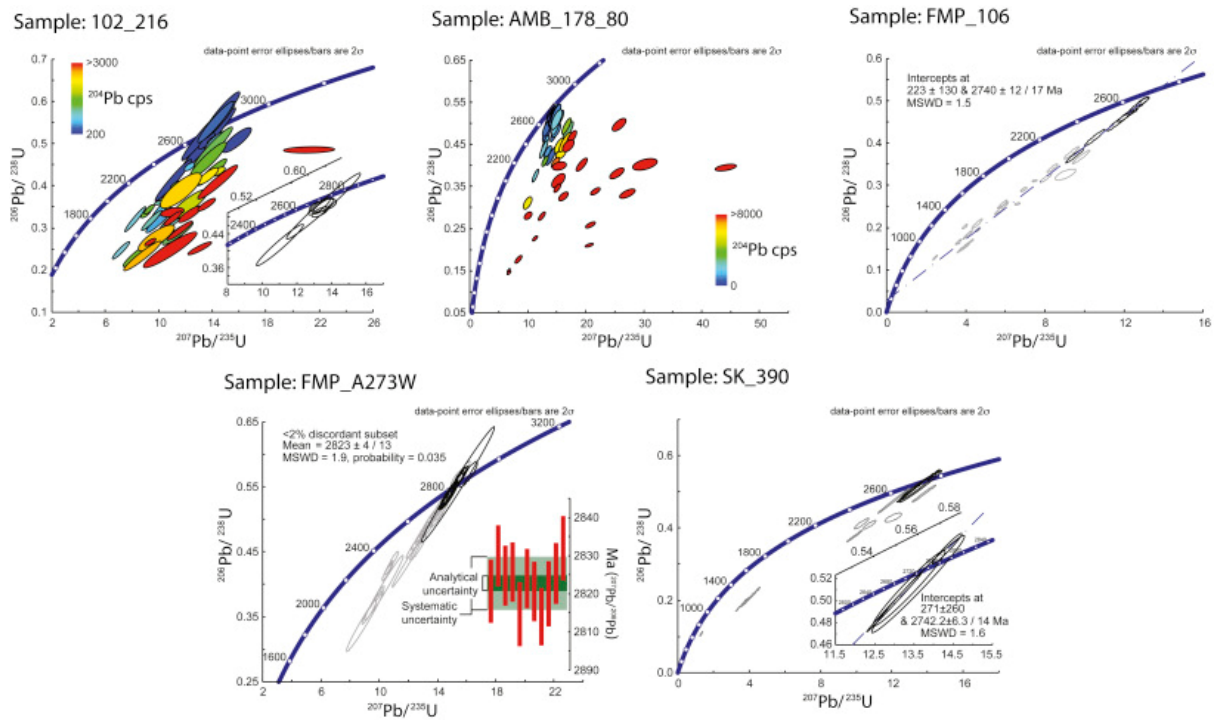 Sample: 102_216
data-point error ellipses/bars are 2σ
0.7
0.6
0.5
0.4
0.3
0.2
0.1
>3000
²⁰⁴Pb cps
200
3000
2600
2200
1800
0.60
0.52
0.44
0.36
2800
2600
2400
8 10 12 14 16
2 6 10 14 18 22 26
²⁰⁶Pb/²³⁸U
²⁰⁷Pb/²³⁵U
Sample: AMB_178_80
data-point error ellipses/bars are 2σ
0.65
0.55
0.45
0.35
0.25
0.15
0.05
3000
2600
2200
>8000
²⁰⁴Pb cps
0
0 10 20 30 40 50
²⁰⁶Pb/²³⁸U
²⁰⁷Pb/²³⁵U
Sample: FMP_106
data-point error ellipses/bars are 2σ
0.6
0.5
0.4
0.3
0.2
0.1
0.0
Intercepts at
223 ± 130 & 2740 ± 12 / 17 Ma
MSWD = 1.5
2600
2200
1800
1400
1000
0 4 8 12 16
²⁰⁶Pb/²³⁸U
²⁰⁷Pb/²³⁵U
Sample: FMP_A273W
data-point error ellipses/bars are 2σ
0.65
0.55
0.45
0.35
0.25
<2% discordant subset
Mean = 2823 ± 4 / 13
MSWD = 1.9, probability = 0.035
3200
2800
2400
2000
1600
Analytical
uncertainty
Systematic
uncertainty
2840
2830
2820
2810
2890
Ma (²⁰⁷Pb/²⁰⁶Pb)
2 6 10 14 18 22
²⁰⁶Pb/²³⁸U
²⁰⁷Pb/²³⁵U
Sample: SK_390
data-point error ellipses/bars are 2σ
0.6
0.4
0.2
0.0
2600
2200
1800
1400
1000
0.58
0.56
0.54
0.52
0.50
0.48
0.46
Intercepts at
271±260
& 2742.2±6.3 / 14 Ma
MSWD = 1.6
11.5 12.5 13.5 14.5 15.5
0 4 8 12 16
²⁰⁶Pb/²³⁸U
²⁰⁷Pb/²³⁵U